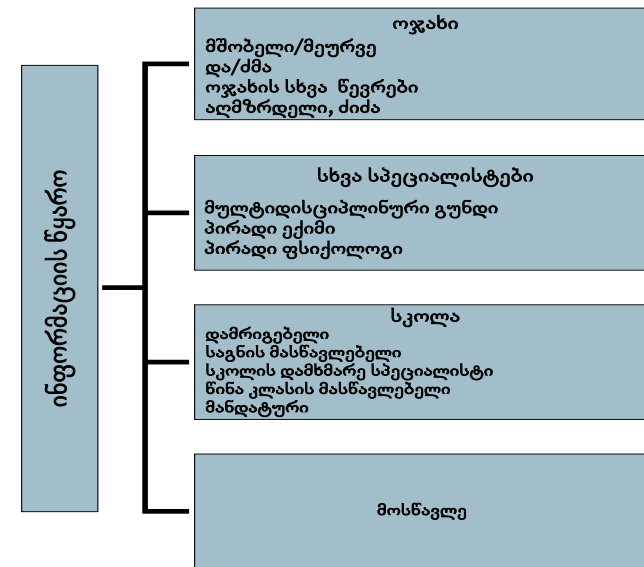 ინფორმაციის წყარო
ოჯახი
მშობელი/მეურვე
და/ძმა
ოჯახის სხვა წევრები
აღმზრდელი, ძიძა
სხვა სპეციალისტები
მულტიდისციპლინური გუნდი
პირადი ექიმი
პირადი ფსიქოლოგი
სკოლა
დამრიგებელი
საგნის მასწავლებელი
სკოლის დამხმარე სპეციალისტი
წინა კლასის მასწავლებელი
მანდატური
მოსწავლე